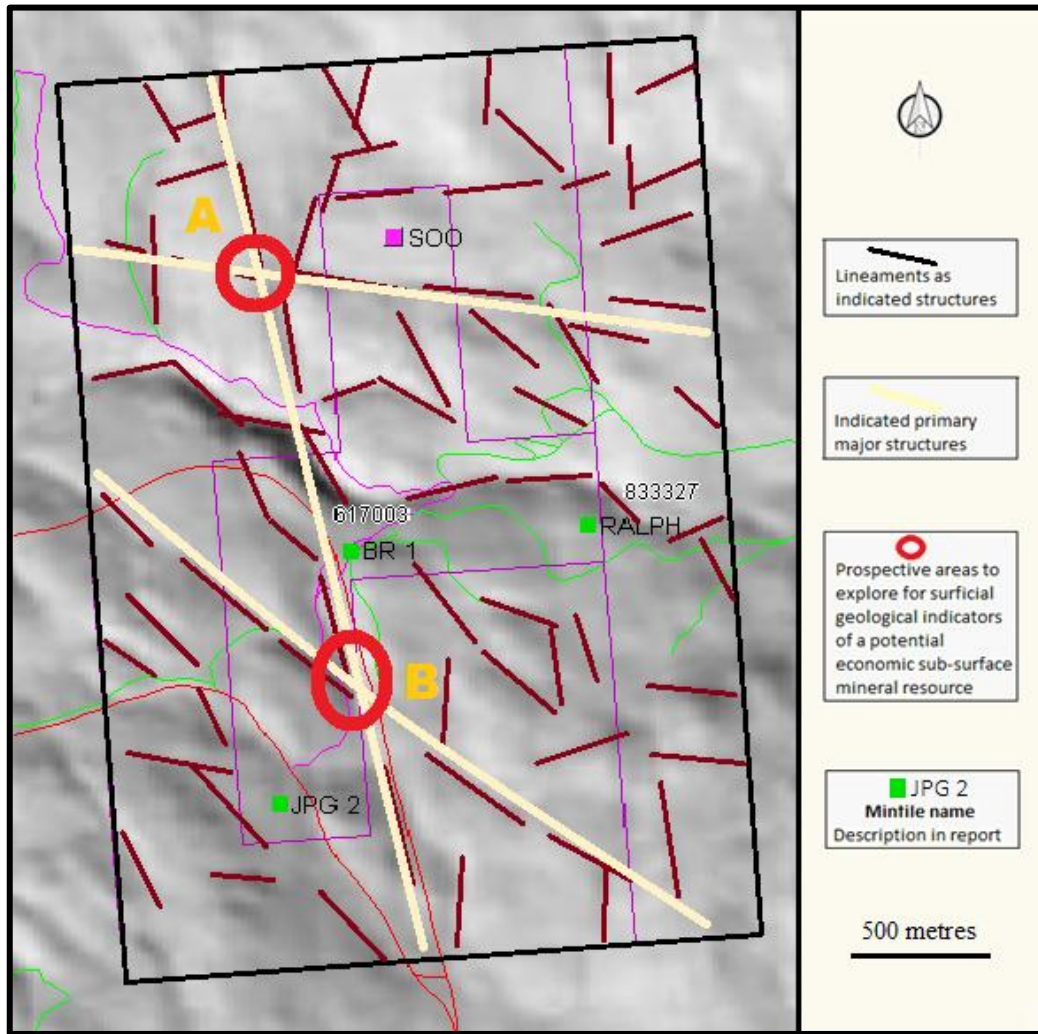 A
ISOO
833327
617003
RALPH
BR 1
B
JPG 2
Lineaments as
indicated structures
Indicated primary
major structures
Prospective areas to
explore for surficial
geological indicators
of a potential
economic sub-surface
mineral resource
JPG 2
Mintile name
Description in report
500 metres